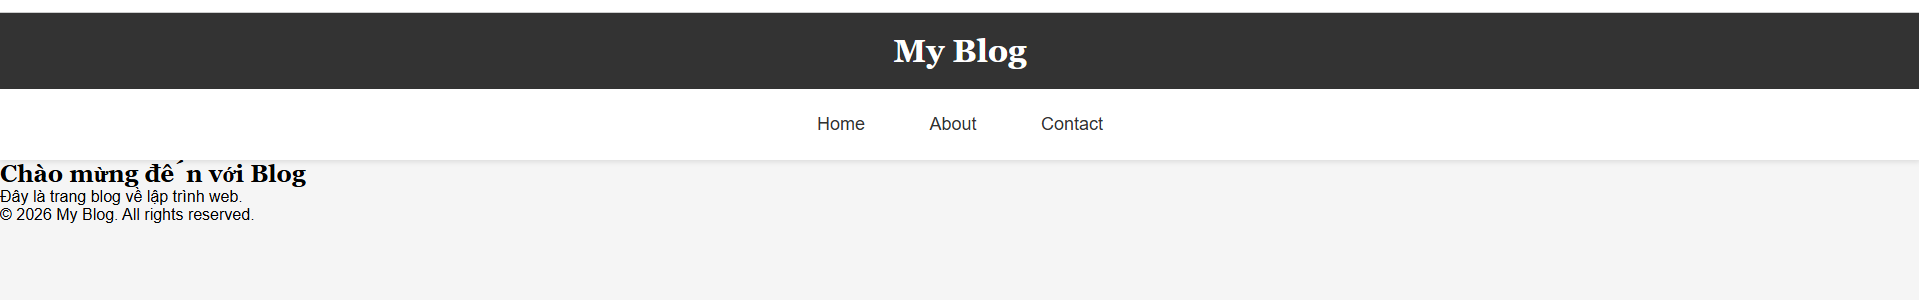 My Blog
Home About Contact
Chào mừng đến với Blog
Đây là trang blog về lập trình web.
© 2026 My Blog. All rights reserved.